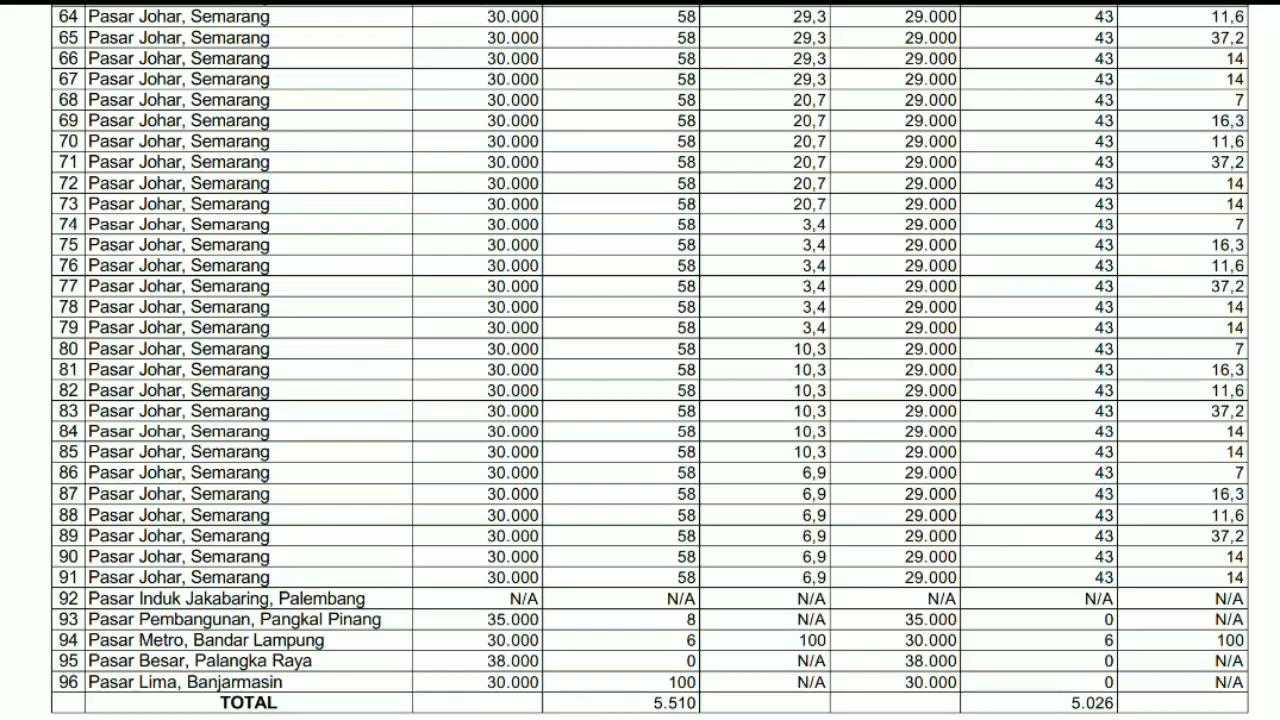 64 Pasar Johar, Semarang 30.000 58 29,3 29.000 43 11,6
65 Pasar Johar, Semarang 30.000 58 29,3 29.000 43 37,2
66 Pasar Johar, Semarang 30.000 58 29,3 29.000 43 14
67 Pasar Johar, Semarang 30.000 58 29,3 29.000 43 14
68 Pasar Johar, Semarang 30.000 58 20,7 29.000 43 7
69 Pasar Johar, Semarang 30.000 58 20,7 29.000 43 16,3
70 Pasar Johar, Semarang 30.000 58 20,7 29.000 43 11,6
71 Pasar Johar, Semarang 30.000 58 20,7 29.000 43 37,2
72 Pasar Johar, Semarang 30.000 58 20,7 29.000 43 14
73 Pasar Johar, Semarang 30.000 58 20,7 29.000 43 14
74 Pasar Johar, Semarang 30.000 58 3,4 29.000 43 7
75 Pasar Johar, Semarang 30.000 58 3,4 29.000 43 16,3
76 Pasar Johar, Semarang 30.000 58 3,4 29.000 43 11,6
77 Pasar Johar, Semarang 30.000 58 3,4 29.000 43 37,2
78 Pasar Johar, Semarang 30.000 58 3,4 29.000 43 14
79 Pasar Johar, Semarang 30.000 58 3,4 29.000 43 14
80 Pasar Johar, Semarang 30.000 58 10,3 29.000 43 7
81 Pasar Johar, Semarang 30.000 58 10,3 29.000 43 16,3
82 Pasar Johar, Semarang 30.000 58 10,3 29.000 43 11,6
83 Pasar Johar, Semarang 30.000 58 10,3 29.000 43 37,2
84 Pasar Johar, Semarang 30.000 58 10,3 29.000 43 14
85 Pasar Johar, Semarang 30.000 58 10,3 29.000 43 14
86 Pasar Johar, Semarang 30.000 58 6,9 29.000 43 7
87 Pasar Johar, Semarang 30.000 58 6,9 29.000 43 16,3
88 Pasar Johar, Semarang 30.000 58 6,9 29.000 43 11,6
89 Pasar Johar, Semarang 30.000 58 6,9 29.000 43 37,2
90 Pasar Johar, Semarang 30.000 58 6,9 29.000 43 14
91 Pasar Johar, Semarang 30.000 58 6,9 29.000 43 14
92 Pasar Induk Jakabaring, Palembang N/A N/A N/A N/A N/A N/A
93 Pasar Pembangunan, Pangkal Pinang 35.000 8 N/A 35.000 0 N/A
94 Pasar Metro, Bandar Lampung 30.000 6 100 30.000 6 100
95 Pasar Besar, Palangka Raya 38.000 0 N/A 38.000 0 N/A
96 Pasar Lima, Banjarmasin 30.000 100 N/A 30.000 0 N/A
TOTAL 5.510 5.026